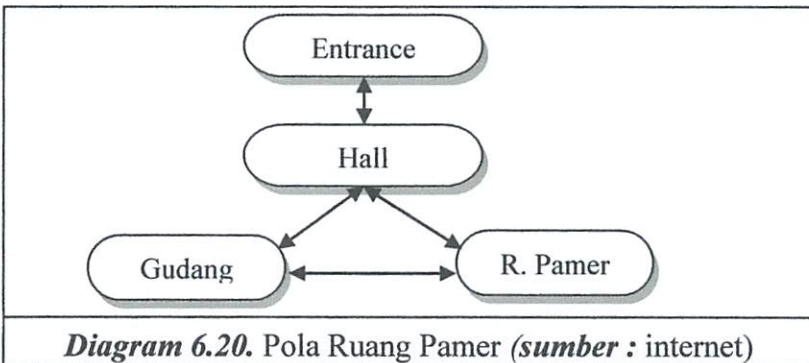 Entrance
Hall
Gudang
R. Pamer
Diagram 6.20. Pola Ruang Pamer (sumber : internet)